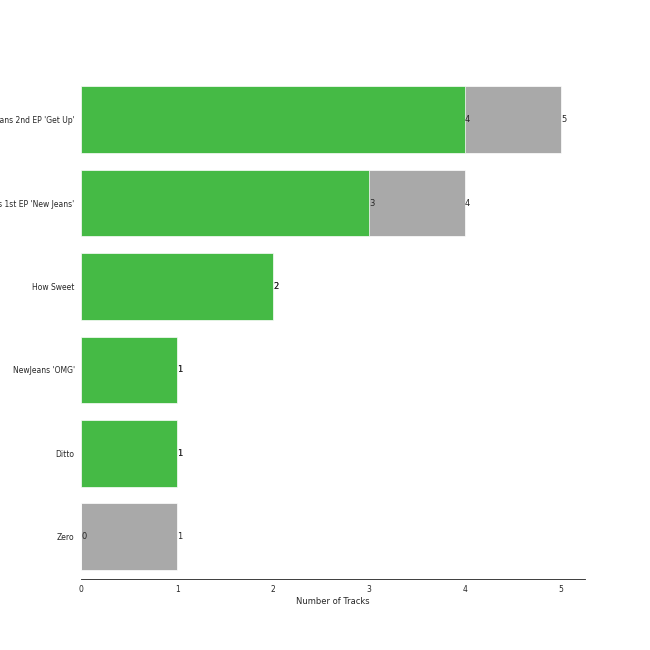 ans 2nd EP 'Get Up' 4 5
s 1st EP 'New Jeans' 3 4
How Sweet 2
NewJeans 'OMG' 1
Ditto 1
Zero 0 1
0 1 2 3 4 5
Number of Tracks